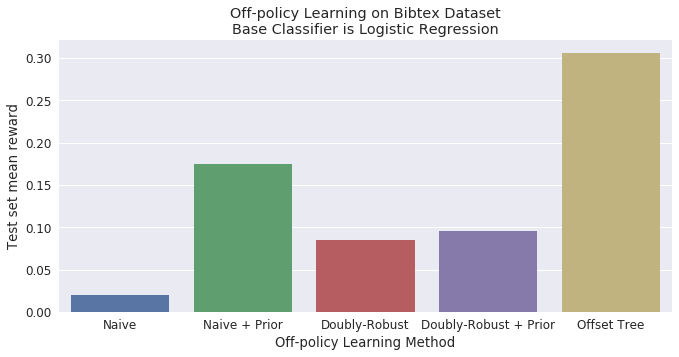 Off-policy Learning on Bibtex Dataset
Base Classifier is Logistic Regression
Test set mean reward
0.30
0.25
0.20
0.15
0.10
0.05
0.00
Naive
Naive + Prior
Doubly-Robust
Doubly-Robust + Prior
Offset Tree
Off-policy Learning Method